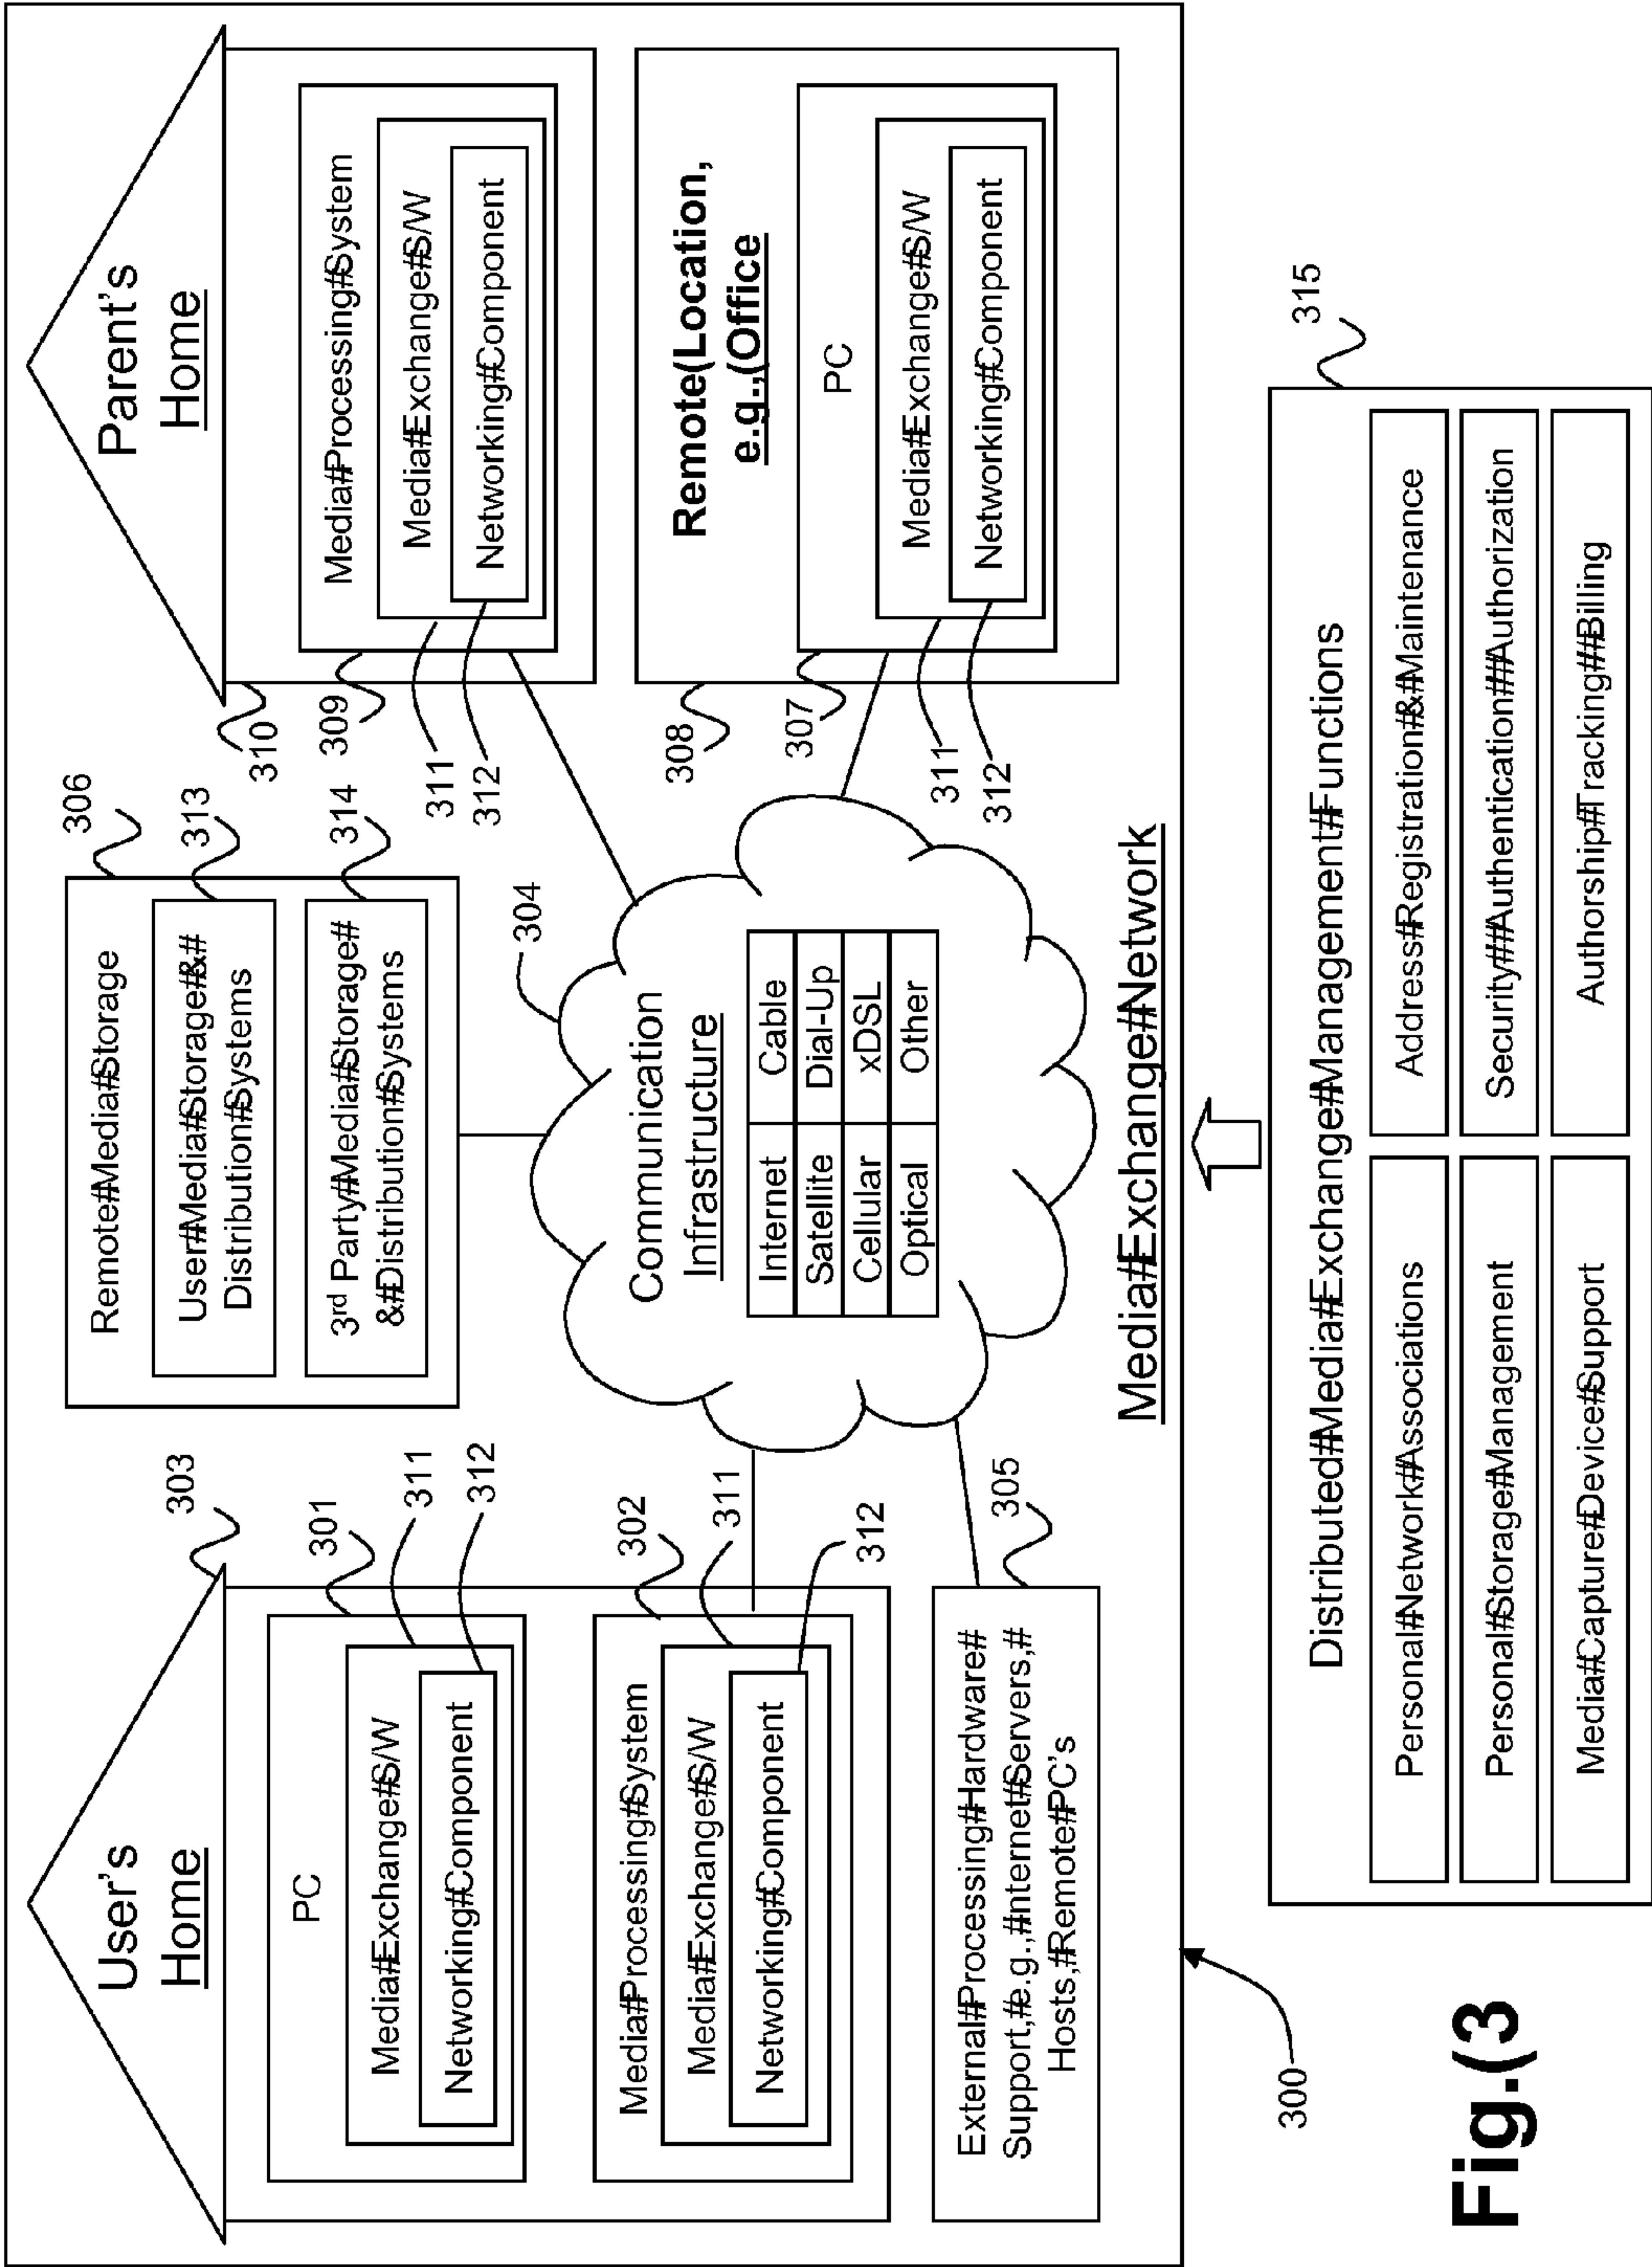 User's
Home
303
PC
301
Media#Exchange#S/W
311
Networking#Component
312
Media#Processing#System
302
Media#Exchange#S/W
311
Networking#Component
312
External#Processing#Hardware#
Support,#e.g.,#Internet#Servers,#
Hosts,#Remote#PC's
305
Remote#Media#Storage
306
User#Media#Storage#&#
Distribution#Systems
313
3rd Party#Media#Storage#
&#Distribution#Systems
314
304
Communication
Infrastructure
Internet Cable
Satellite Dial-Up
Cellular xDSL
Optical Other
Parent's
Home
310
Media#Processing#System
309
Media#Exchange#S/W
311
Networking#Component
312
Remote(Location,
e.g.,(Office
308
PC
307
Media#Exchange#S/W
311
Networking#Component
312
Media#Exchange#Network
300
Distributed#Media#Exchange#Management#Functions
315
Personal#Network#Associations
Address#Registration#&#Maintenance
Personal#Storage#Management
Security##Authentication##Authorization
Media#Capture#Device#Support
Authorship#Tracking##Billing
Fig.(3